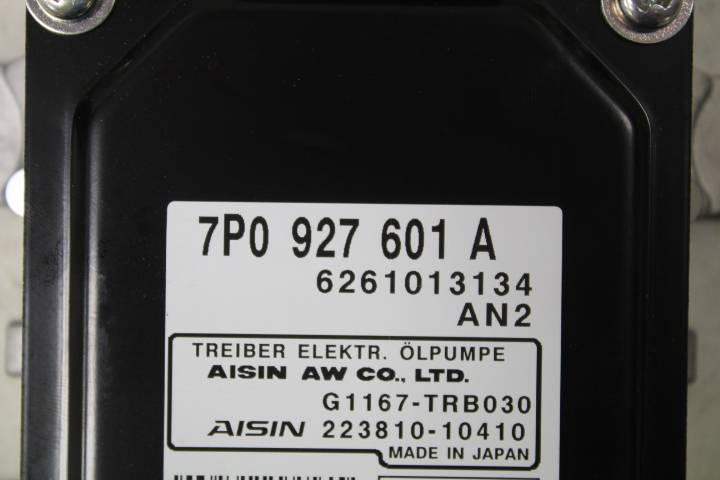 7P0 927 601 A
6261013134
AN2
TREIBER ELEKTR. ÖLPUMPE
AISIN AW CO., LTD.
G1167-TRB030
AISIN 223810-10410
MADE IN JAPAN